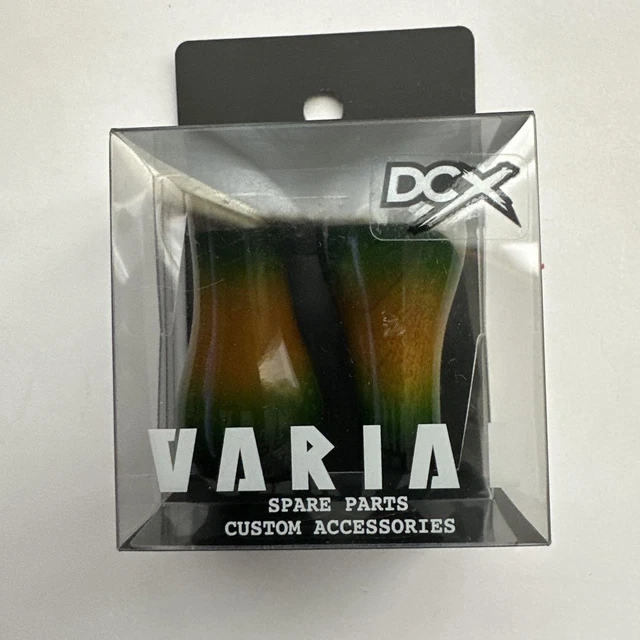 DCX
VARIA
SPARE PARTS
CUSTOM ACCESSORIES